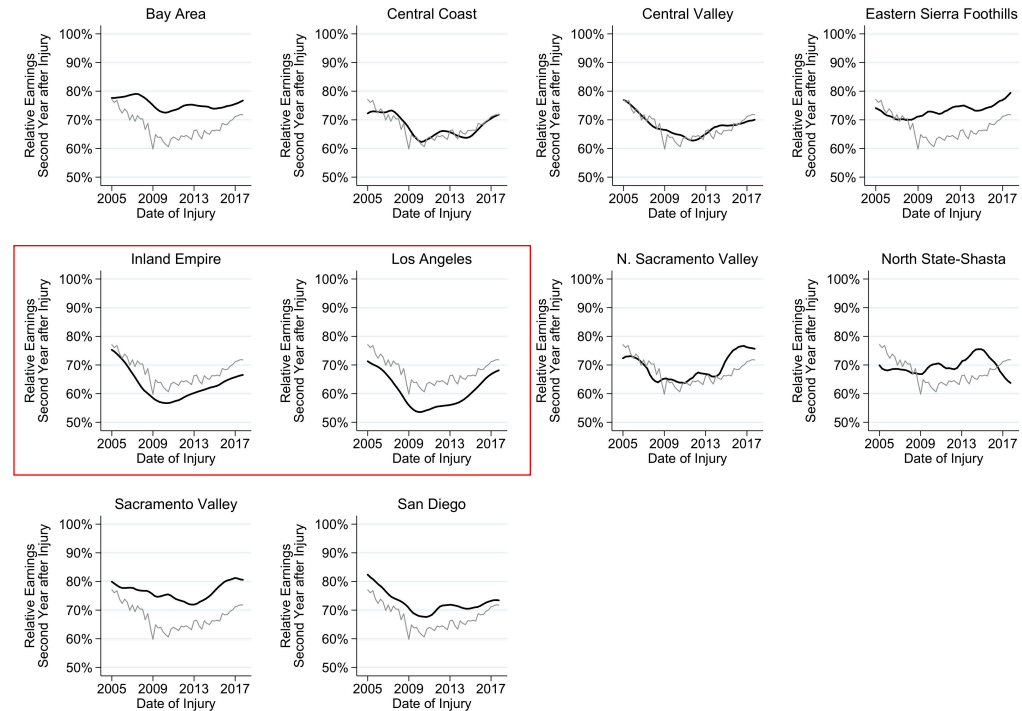 Bay Area
Relative Earnings
Second Year after Injury
100%
90%
80%
70%
60%
50%
2005 2009 2013 2017
Date of Injury
Central Coast
Relative Earnings
Second Year after Injury
100%
90%
80%
70%
60%
50%
2005 2009 2013 2017
Date of Injury
Central Valley
Relative Earnings
Second Year after Injury
100%
90%
80%
70%
60%
50%
2005 2009 2013 2017
Date of Injury
Eastern Sierra Foothills
Relative Earnings
Second Year after Injury
100%
90%
80%
70%
60%
50%
2005 2009 2013 2017
Date of Injury
Inland Empire
Relative Earnings
Second Year after Injury
100%
90%
80%
70%
60%
50%
2005 2009 2013 2017
Date of Injury
Los Angeles
Relative Earnings
Second Year after Injury
100%
90%
80%
70%
60%
50%
2005 2009 2013 2017
Date of Injury
N. Sacramento Valley
Relative Earnings
Second Year after Injury
100%
90%
80%
70%
60%
50%
2005 2009 2013 2017
Date of Injury
North State-Shasta
Relative Earnings
Second Year after Injury
100%
90%
80%
70%
60%
50%
2005 2009 2013 2017
Date of Injury
Sacramento Valley
Relative Earnings
Second Year after Injury
100%
90%
80%
70%
60%
50%
2005 2009 2013 2017
Date of Injury
San Diego
Relative Earnings
Second Year after Injury
100%
90%
80%
70%
60%
50%
2005 2009 2013 2017
Date of Injury